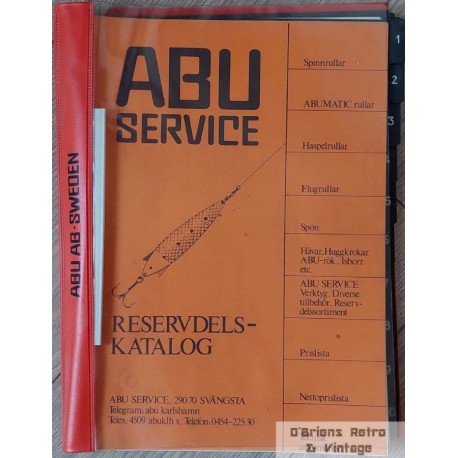 ABU AB · SWEDEN
ABU
SERVICE
RESERVDELS-
KATALOG
ABU SERVICE, 290 70 SVÄNGSTA
Telegram: abu karlshamn
Telex: 4509 abuklh s, Telefon: 0454-225 30
Spinnrullar
ABUMATIC rullar
Haspelrullar
Flugrullar
Spön
Håvar, Huggkrokar
ABU-rök, Isborr
etc.
ABU SERVICE
Verktyg, Diverse
tillbehör, Reserv-
delssortiment
Prislista
Nettoprislista
1
2
3
O'Briens Retro
& Vintage